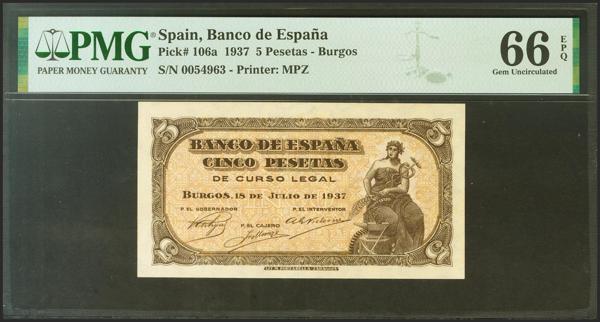 PMG
PAPER MONEY GUARANTY
Spain, Banco de España
Pick# 106a 1937 5 Pesetas - Burgos
S/N 0054963 - Printer: MPZ
66 EPQ
Gem Uncirculated
5 5
BANCO DE ESPAÑA
CINCO PESETAS
DE CURSO LEGAL
BURGOS, 18 DE JULIO DE 1937
P. EL GOBERNADOR P. EL INTERVENTOR
P. EL CAJERO
5 5